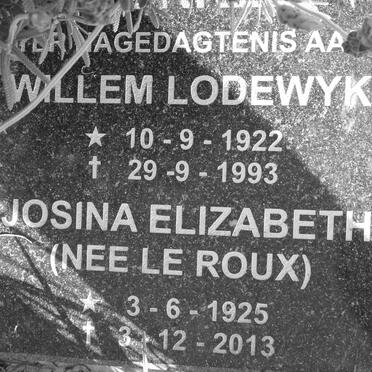 TER NAGEDAGTENIS AA
WILLEM LODEWYK
★ 10 - 9 - 1922
† 29 -9 - 1993
JOSINA ELIZABETH
(NEE LE ROUX)
★ 3 - 6 - 1925
† 3 - 12 - 2013